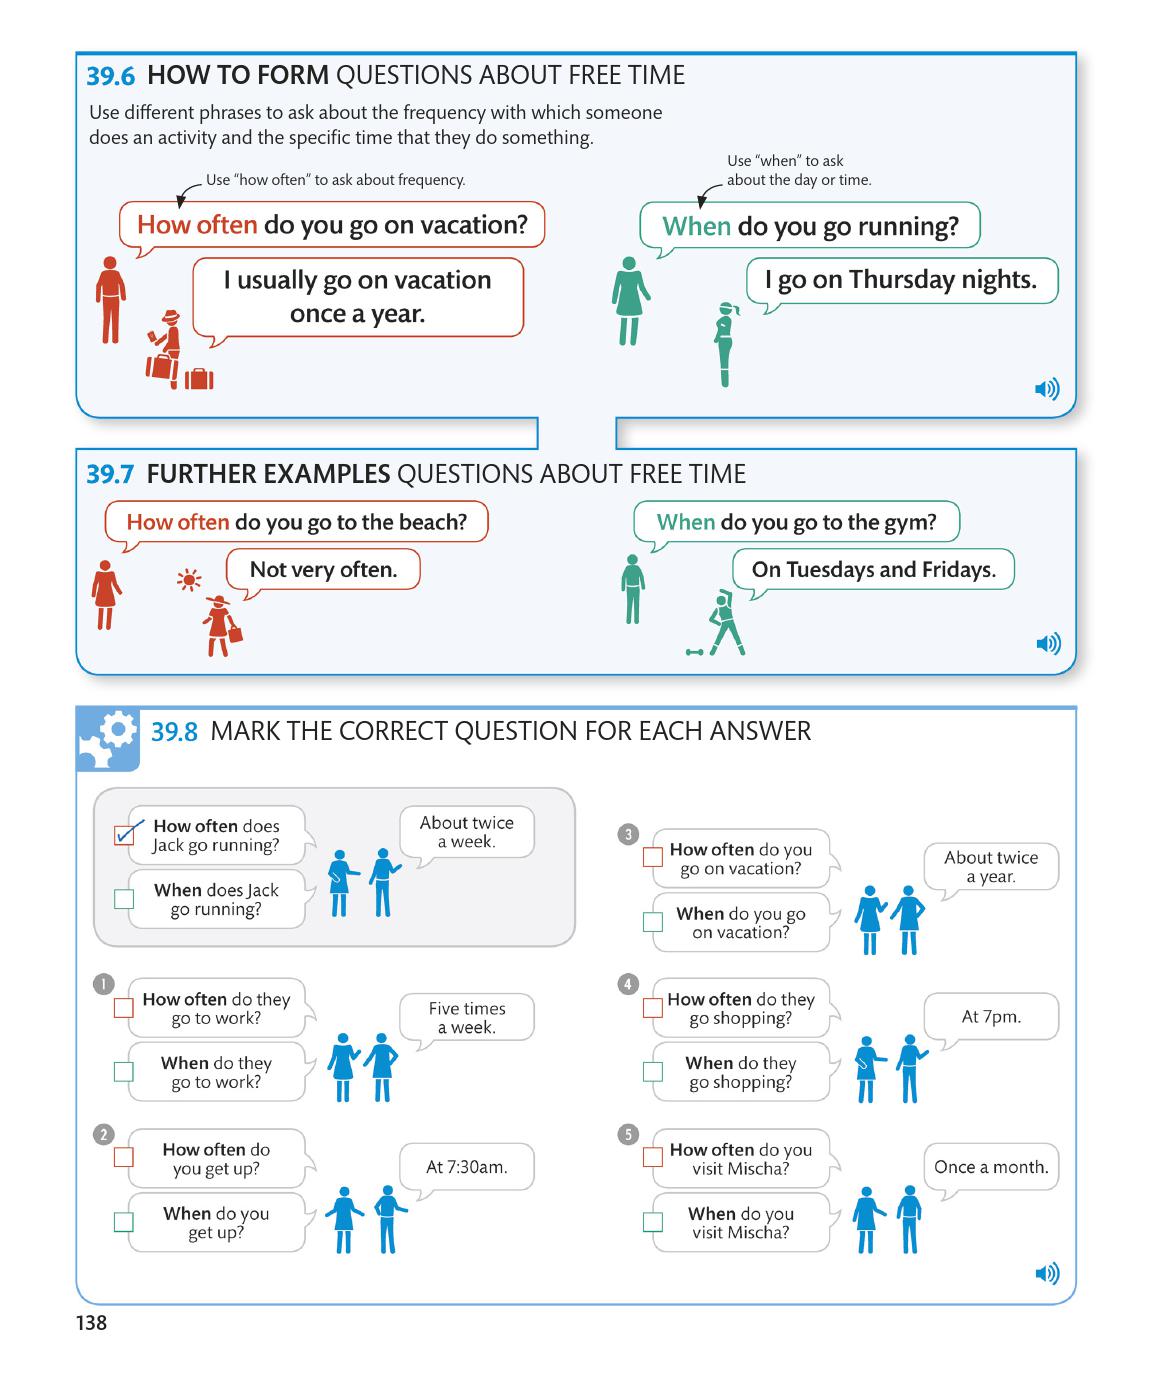 39.6 HOW TO FORM QUESTIONS ABOUT FREE TIME
Use different phrases to ask about the frequency with which someone
does an activity and the specific time that they do something.
Use “how often” to ask about frequency.
How often do you go on vacation?
I usually go on vacation
once a year.
Use “when” to ask
about the day or time.
When do you go running?
I go on Thursday nights.
39.7 FURTHER EXAMPLES QUESTIONS ABOUT FREE TIME
How often do you go to the beach?
Not very often.
When do you go to the gym?
On Tuesdays and Fridays.
39.8 MARK THE CORRECT QUESTION FOR EACH ANSWER
How often does
Jack go running?
When does Jack
go running?
About twice
a week.
1
How often do they
go to work?
When do they
go to work?
Five times
a week.
2
How often do
you get up?
When do you
get up?
At 7:30am.
3
How often do you
go on vacation?
When do you go
on vacation?
About twice
a year.
4
How often do they
go shopping?
When do they
go shopping?
At 7pm.
5
How often do you
visit Mischa?
When do you
visit Mischa?
Once a month.
138